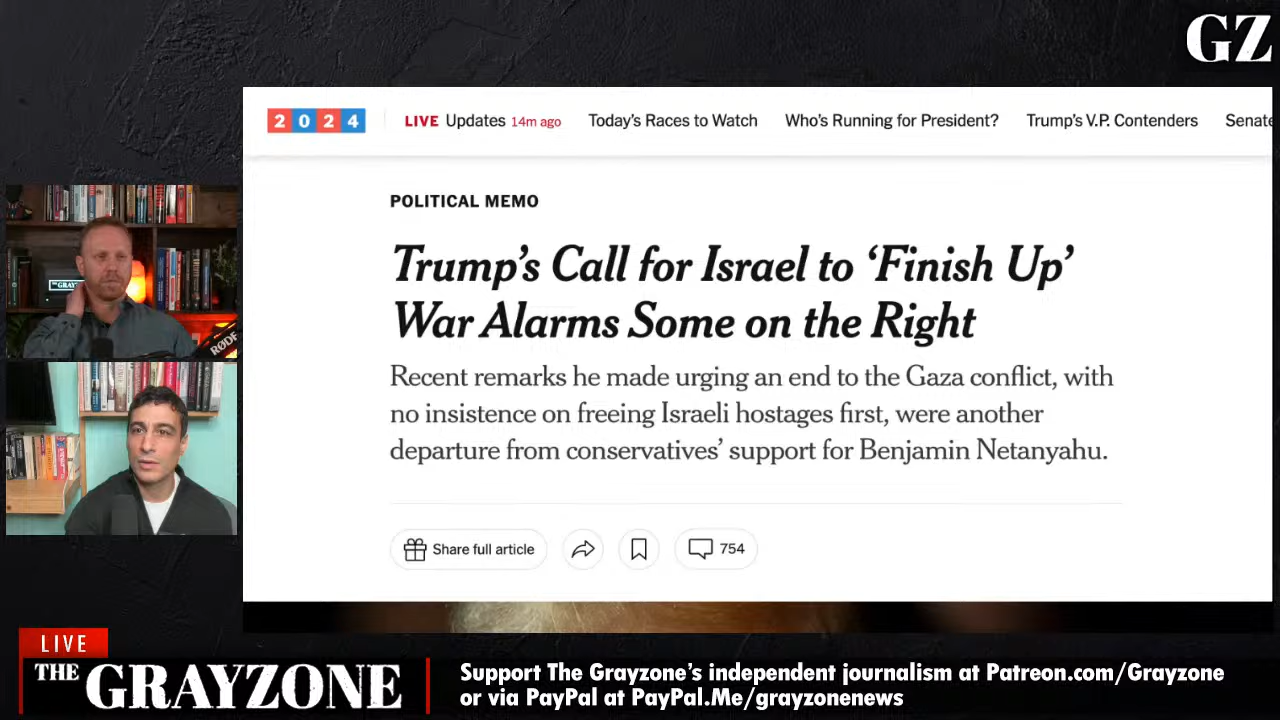 GZ
2024
LIVE Updates 14m ago Today's Races to Watch Who's Running for President? Trump's V.P. Contenders Senate
POLITICAL MEMO
Trump's Call for Israel to ‘Finish Up’
War Alarms Some on the Right
Recent remarks he made urging an end to the Gaza conflict, with
no insistence on freeing Israeli hostages first, were another
departure from conservatives’ support for Benjamin Netanyahu.
Share full article
754
RØDE
LIVE
THE GRAYZONE
Support The Grayzone's independent journalism at Patreon.com/Grayzone
or via PayPal at PayPal.Me/grayzonenews